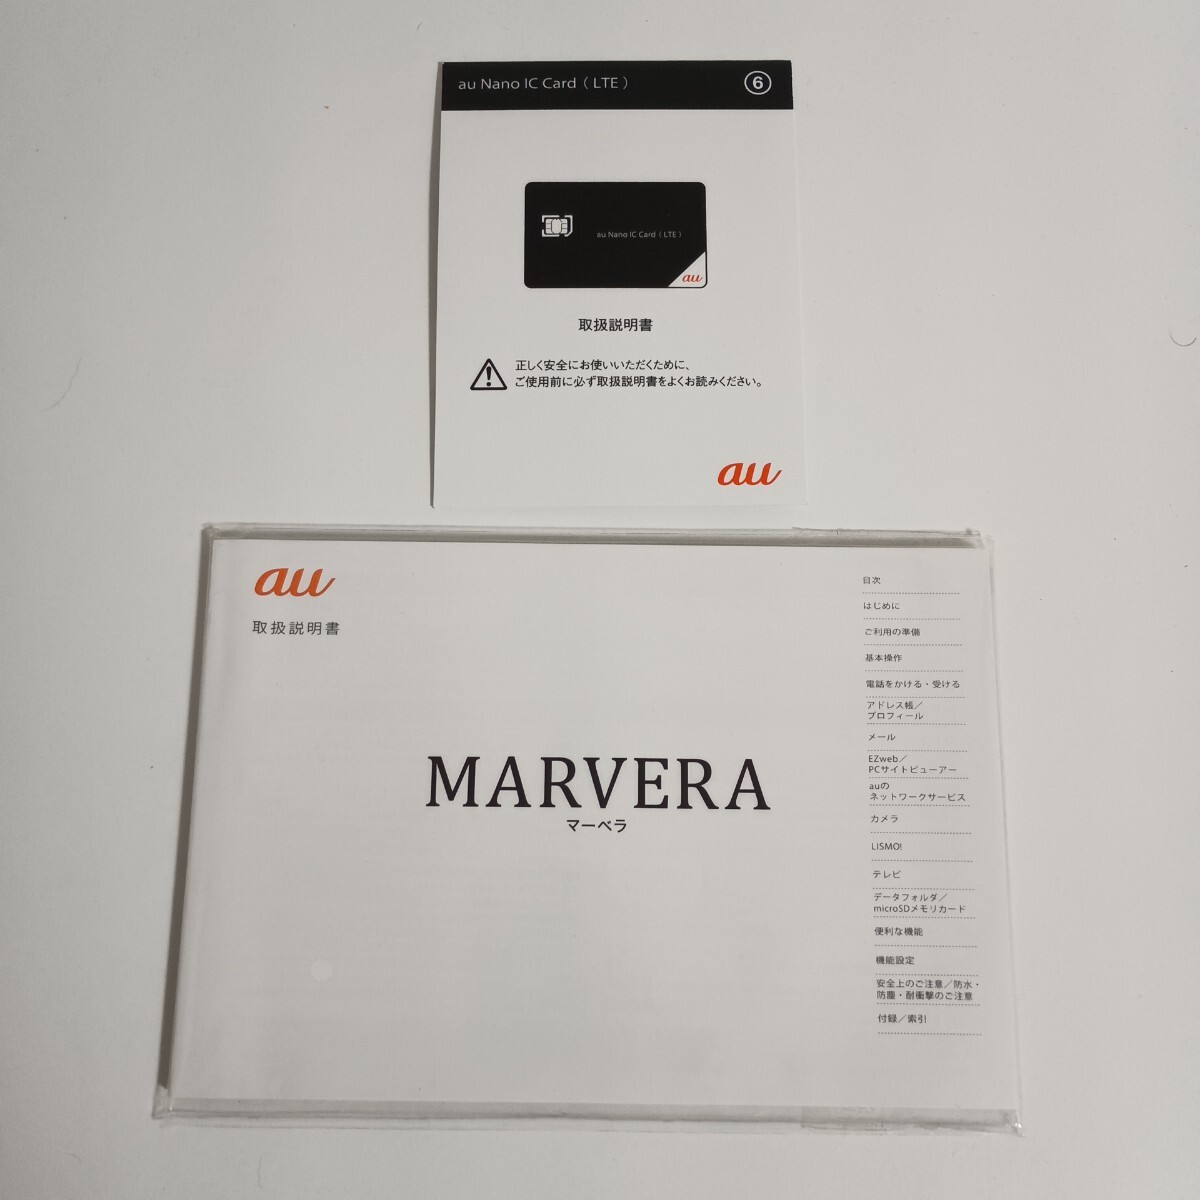 au Nano IC Card ( LTE )
6
au Nano IC Card ( LTE )
au
取扱説明書
正しく安全にお使いいただくために、
ご使用前に必ず取扱説明書をよくお読みください。
au
au
取扱説明書
MARVERA
マーベラ
目次
はじめに
ご利用の準備
基本操作
電話をかける・受ける
アドレス帳／
プロフィール
メール
EZweb／
PCサイトビューアー
auの
ネットワークサービス
カメラ
LISMO!
テレビ
データフォルダ／
microSDメモリカード
便利な機能
機能設定
安全上のご注意／防水・
防塵・耐衝撃のご注意
付録／索引